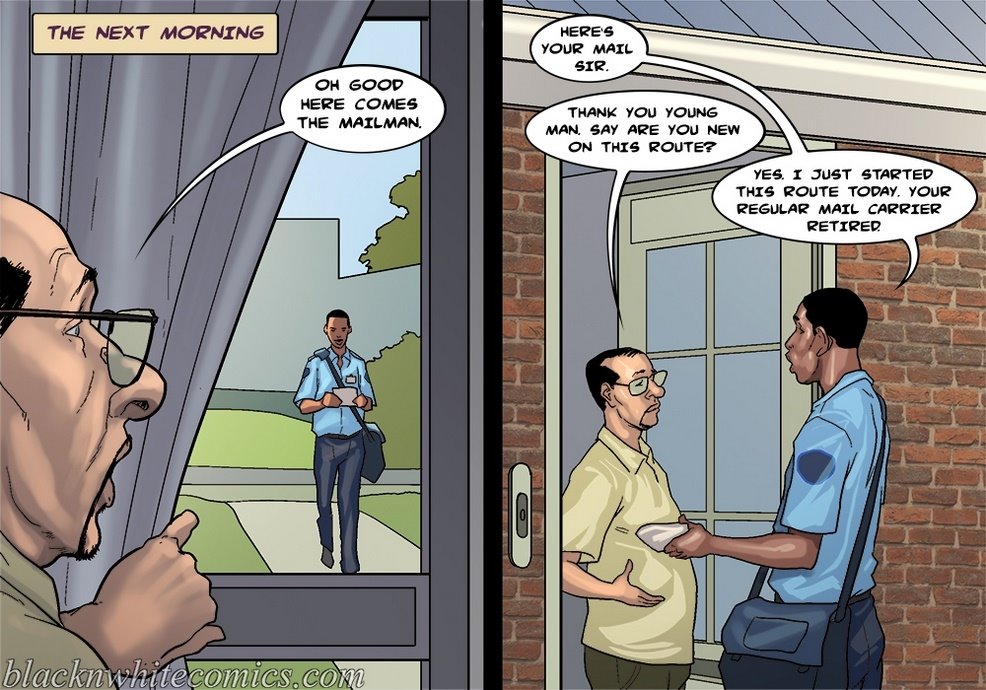 THE NEXT MORNING
OH GOOD
HERE COMES
THE MAILMAN.
HERE'S
YOUR MAIL
SIR.
THANK YOU YOUNG
MAN. SAY ARE YOU NEW
ON THIS ROUTE?
YES. I JUST STARTED
THIS ROUTE TODAY. YOUR
REGULAR MAIL CARRIER
RETIRED.
blacknwhitecomics.com